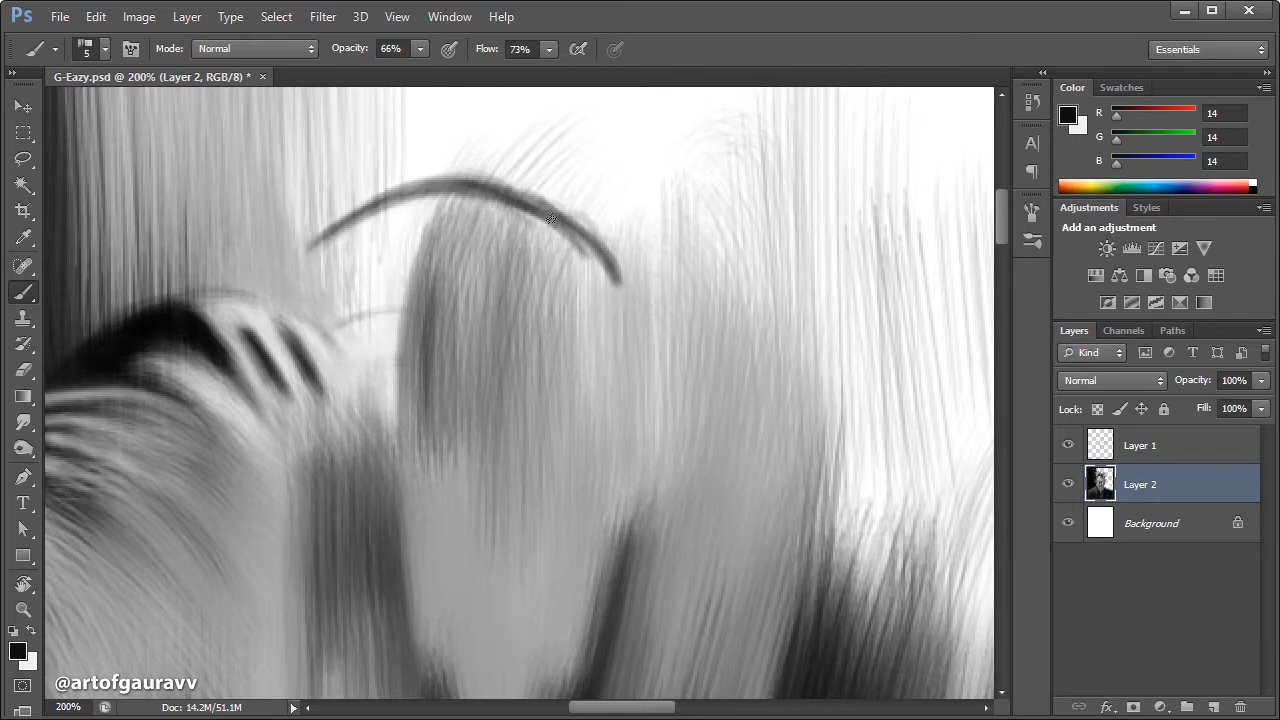 Ps File Edit Image Layer Type Select Filter 3D View Window Help
5 Mode: Normal Opacity: 66% Flow: 73% Essentials
G-Eazy.psd @ 200% (Layer 2, RGB/8) *
Color Swatches
R 14
G 14
B 14
Adjustments Styles
Add an adjustment
Layers Channels Paths
Kind
Normal Opacity: 100%
Lock: Fill: 100%
Layer 1
Layer 2
Background
@artofgauravv
200% Doc: 14.2M/51.1M